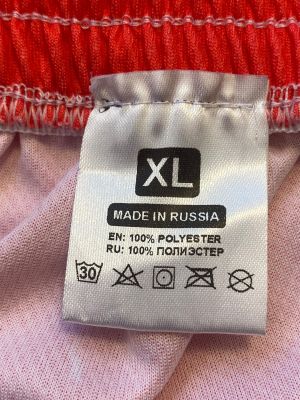 XL
MADE IN RUSSIA
EN: 100% POLYESTER
RU: 100% ПОЛИЭСТЕР
30